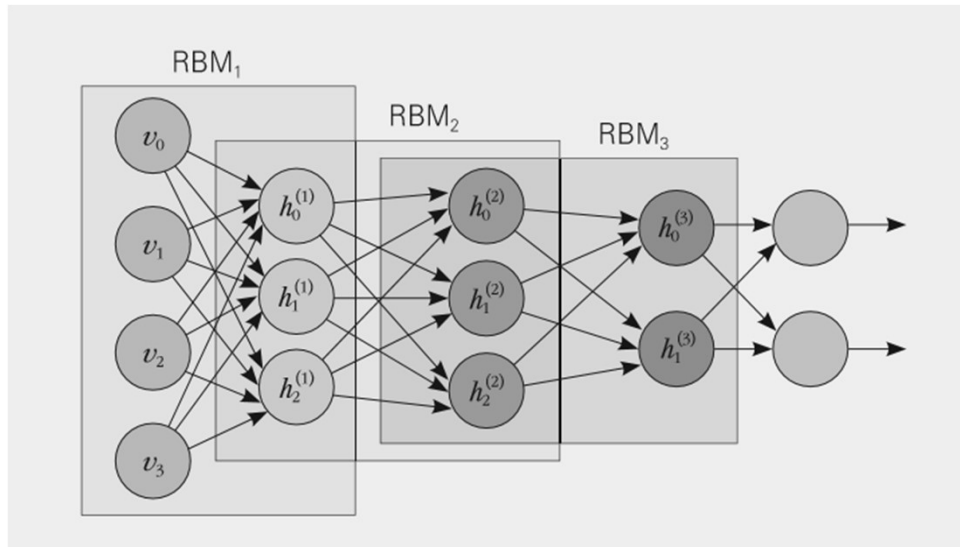 RBM₁
RBM₂
RBM₃
v₀
v₁
v₂
v₃
h₀⁽¹⁾
h₁⁽¹⁾
h₂⁽¹⁾
h₀⁽²⁾
h₁⁽²⁾
h₂⁽²⁾
h₀⁽³⁾
h₁⁽³⁾